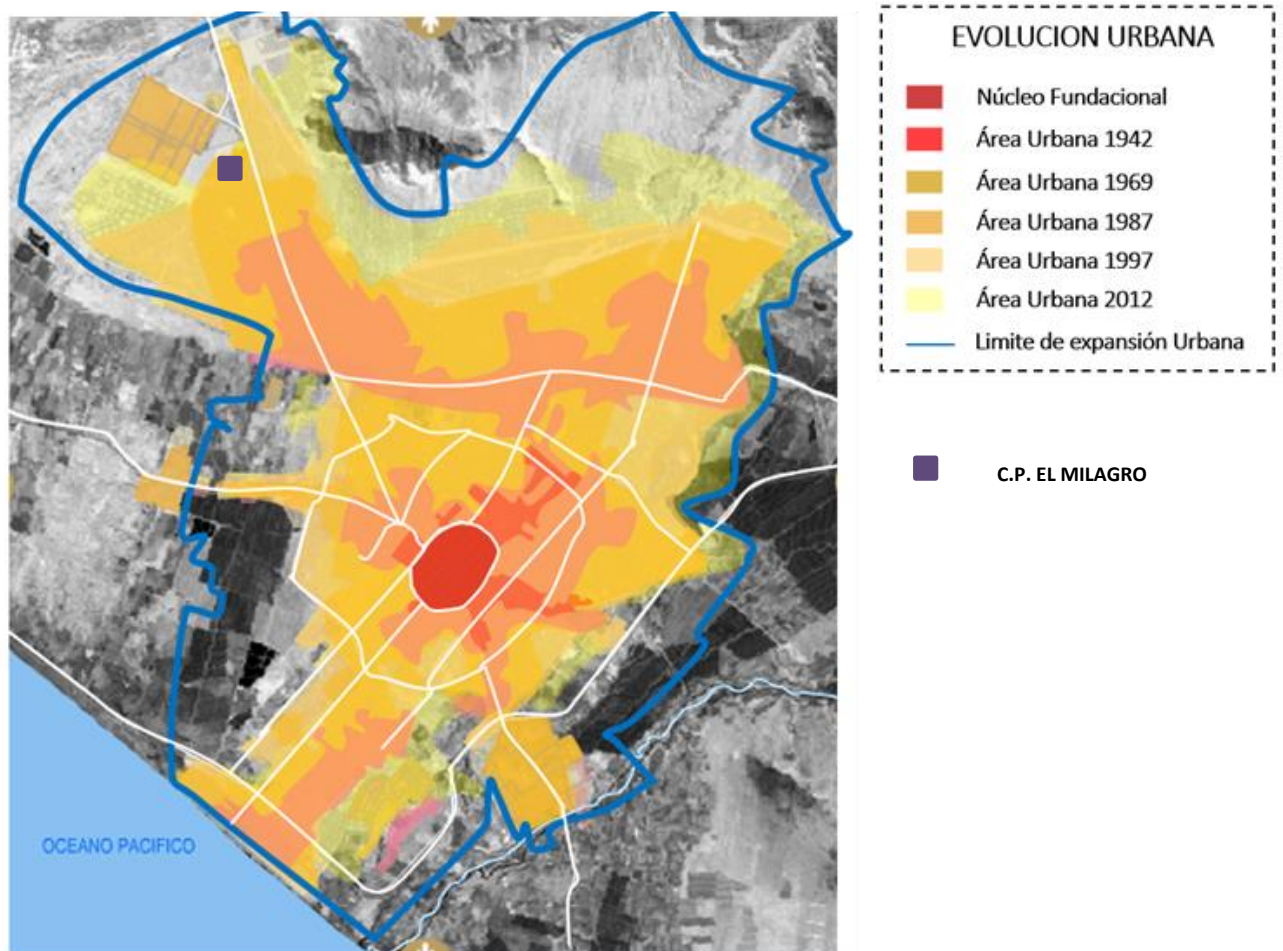 EVOLUCION URBANA
Núcleo Fundacional
Área Urbana 1942
Área Urbana 1969
Área Urbana 1987
Área Urbana 1997
Área Urbana 2012
Limite de expansión Urbana
C.P. EL MILAGRO
OCEANO PACIFICO